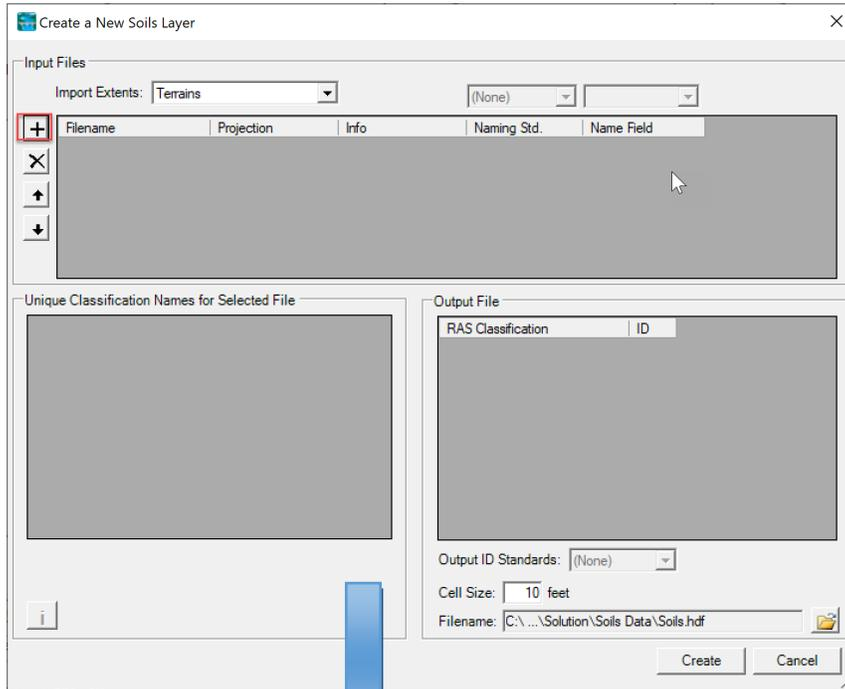 Create a New Soils Layer
Input Files
Import Extents: Terrains
(None)
Filename Projection Info Naming Std. Name Field
Unique Classification Names for Selected File
Output File
RAS Classification ID
Output ID Standards: (None)
Cell Size: 10 feet
i
Filename: C:\ ...\Solution\Soils Data\Soils.hdf
Create Cancel